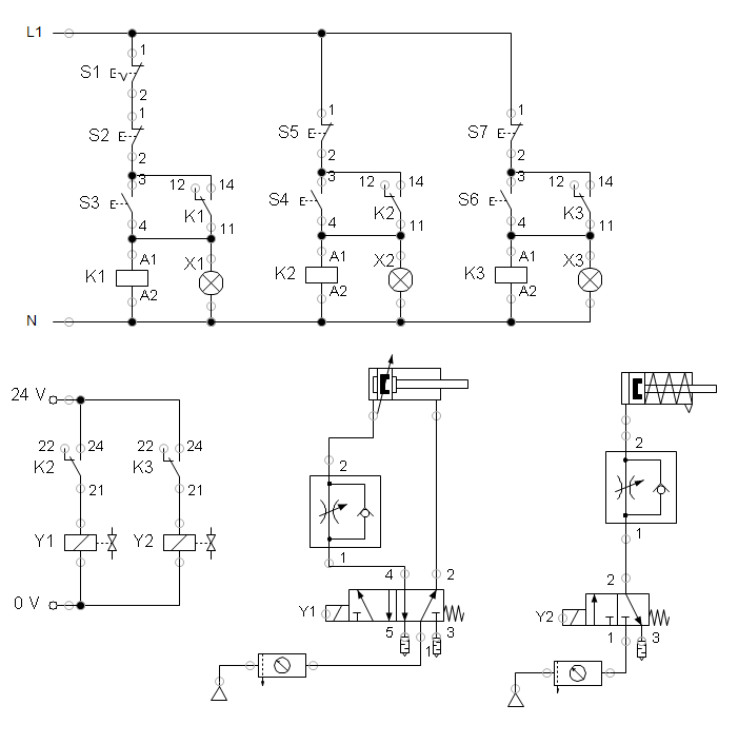 L1
1
S1
2
1 1 1
S2 S5 S7
2 2 2
3 12 14 3 12 14 3 12 14
S3 K1 S4 K2 S6 K3
4 11 4 11 4 11
A1 X1 A1 X2 A1 X3
K1 K2 K3
A2 A2 A2
N
24 V
22 24 22 24
K2 K3
21 21
Y1 Y2
0 V
2
1
4 2
Y1
5 1 3
2
1
2
Y2
1 3